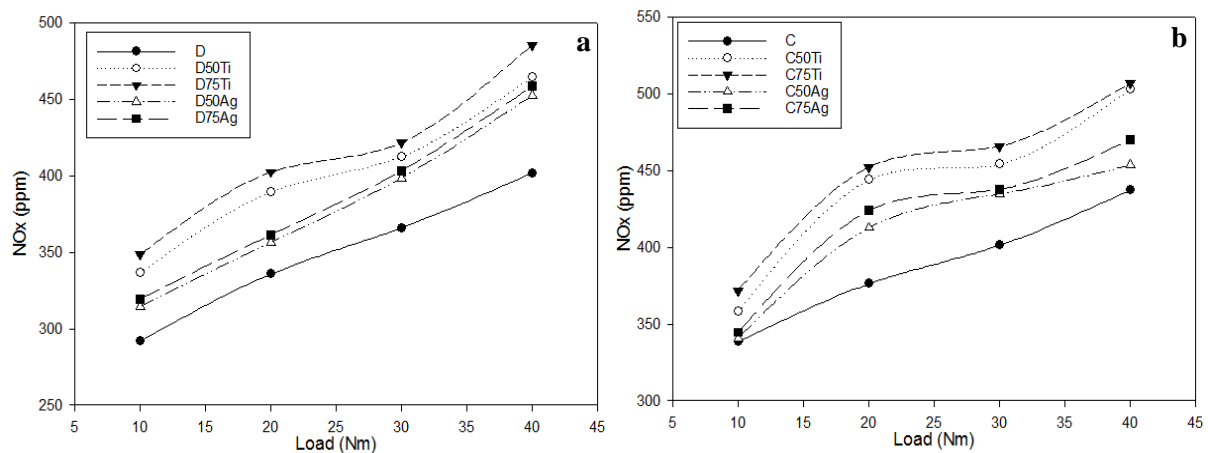 500
450
400
350
300
250
NOx (ppm)
D
D50Ti
D75Ti
D50Ag
D75Ag
a
5 10 15 20 25 30 35 40 45
Load (Nm)
550
500
450
400
350
300
NOx (ppm)
C
C50Ti
C75Ti
C50Ag
C75Ag
b
5 10 15 20 25 30 35 40 45
Load (Nm)